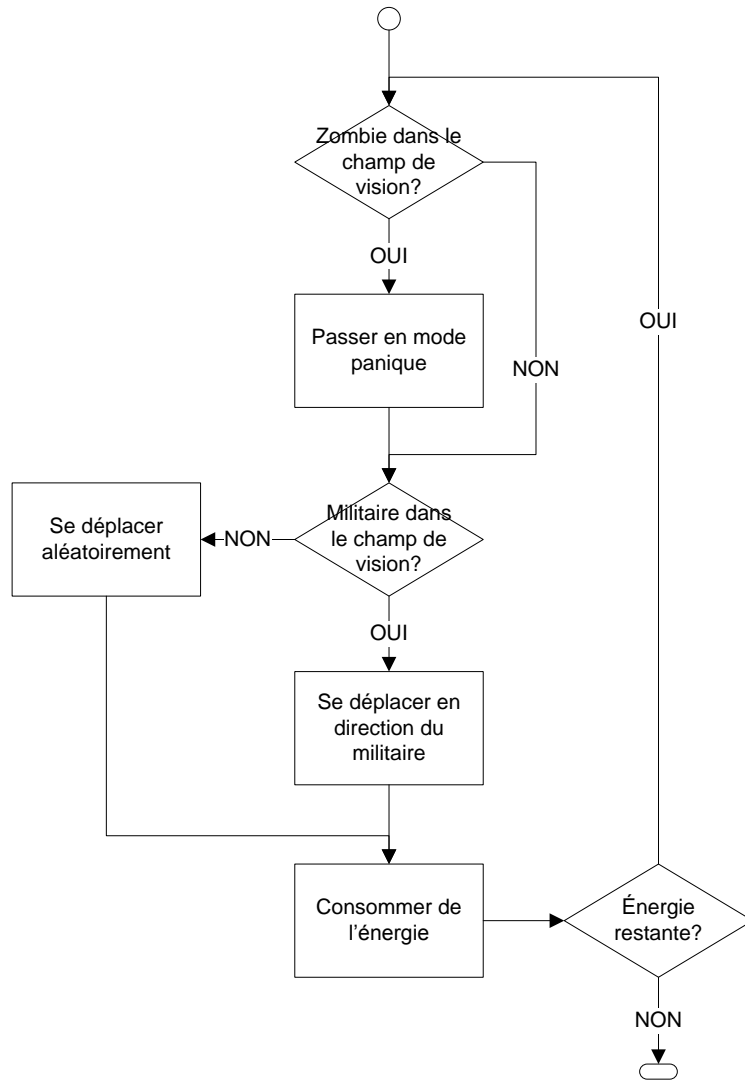 Zombie dans le
champ de
vision?
OUI
Passer en mode
panique
NON
OUI
Militaire dans
le champ de
vision?
NON
Se déplacer
aléatoirement
OUI
Se déplacer en
direction du
militaire
Consommer de
l'énergie
Énergie
restante?
NON